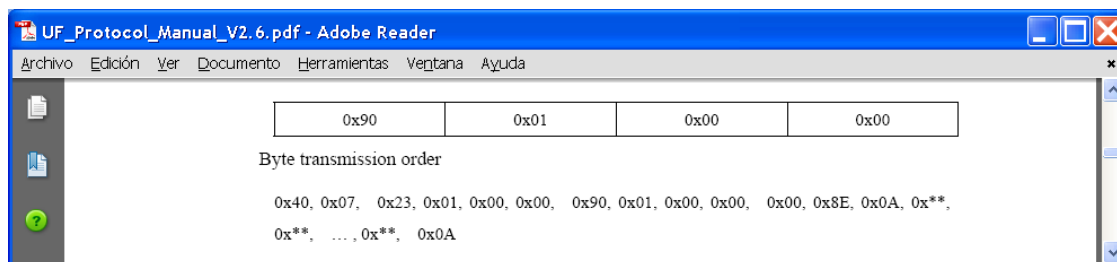 UF_Protocol_Manual_V2.6.pdf - Adobe Reader
Archivo Edición Ver Documento Herramientas Ventana Ayuda
0x90 0x01 0x00 0x00
Byte transmission order
0x40, 0x07, 0x23, 0x01, 0x00, 0x00, 0x90, 0x01, 0x00, 0x00, 0x00, 0x8E, 0x0A, 0x**,
0x**, ... , 0x**, 0x0A